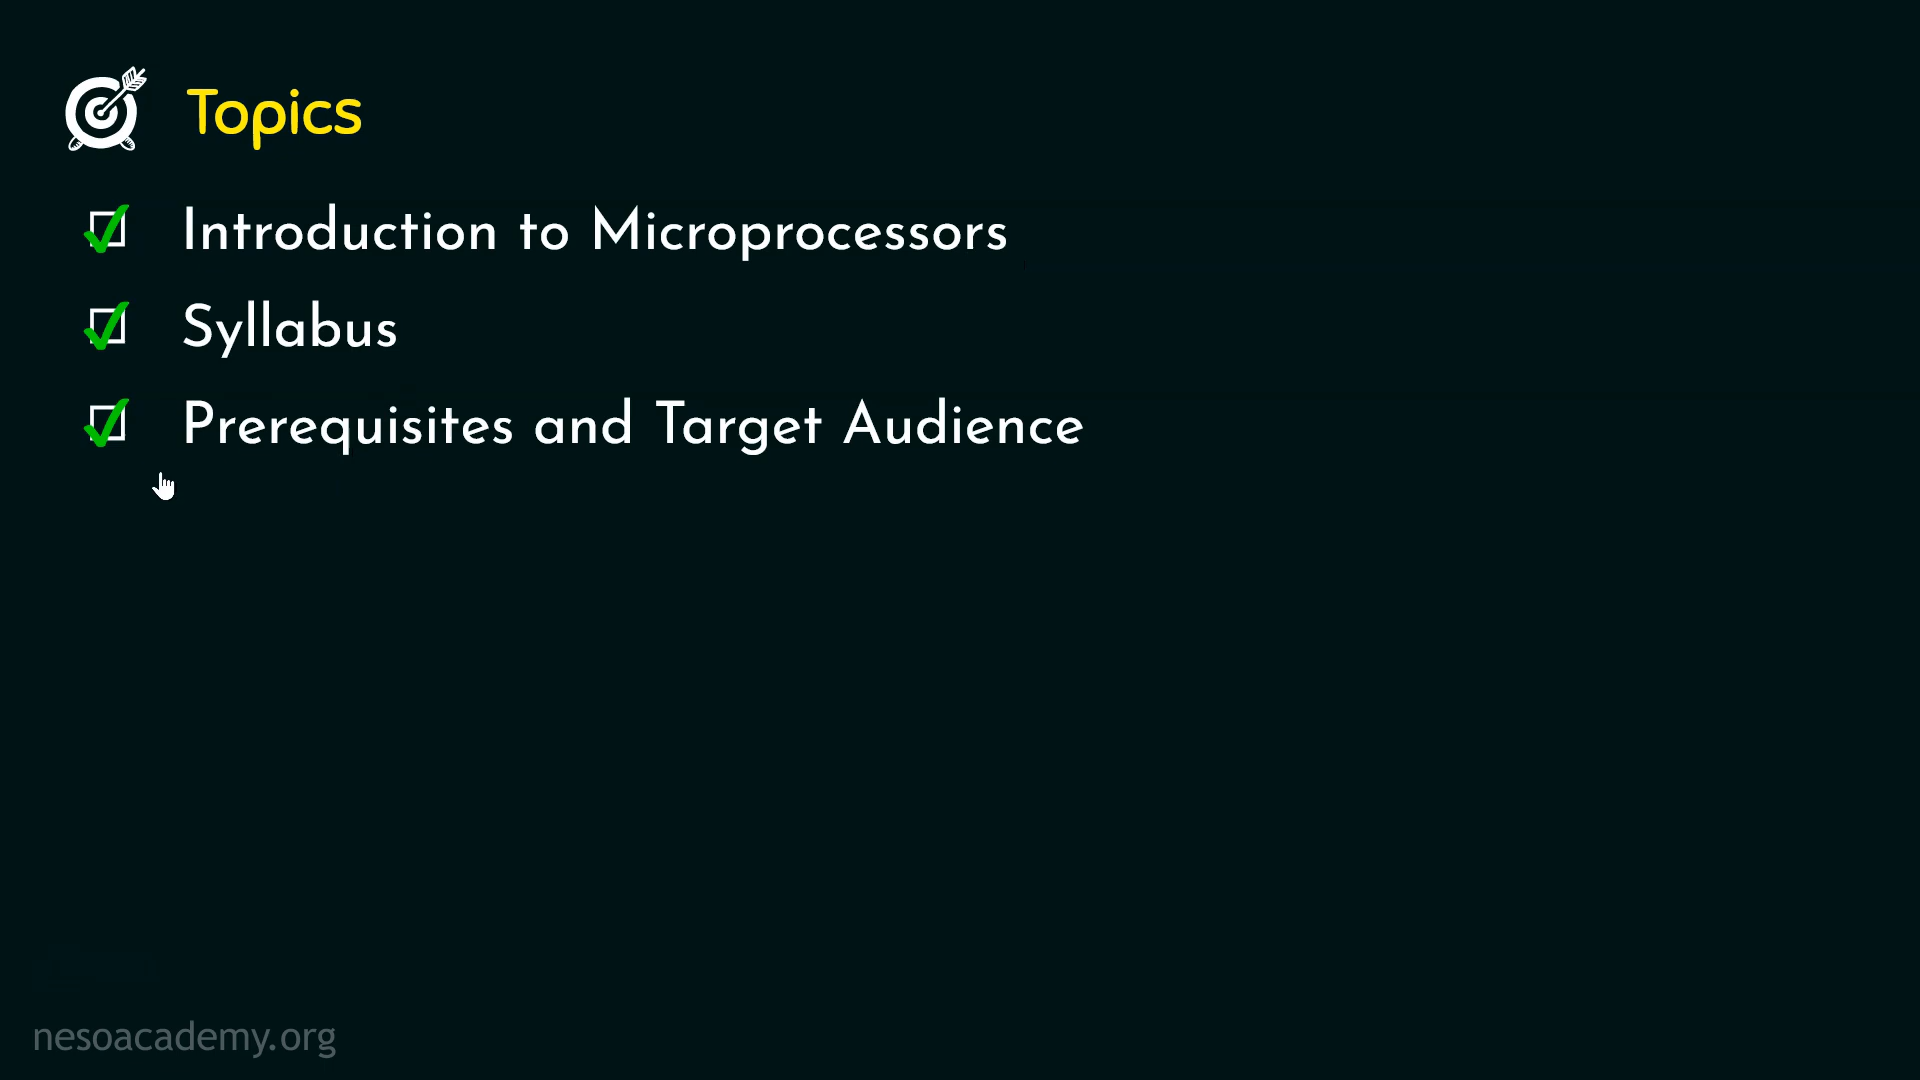 Topics
Introduction to Microprocessors
Syllabus
Prerequisites and Target Audience
nesoacademy.org